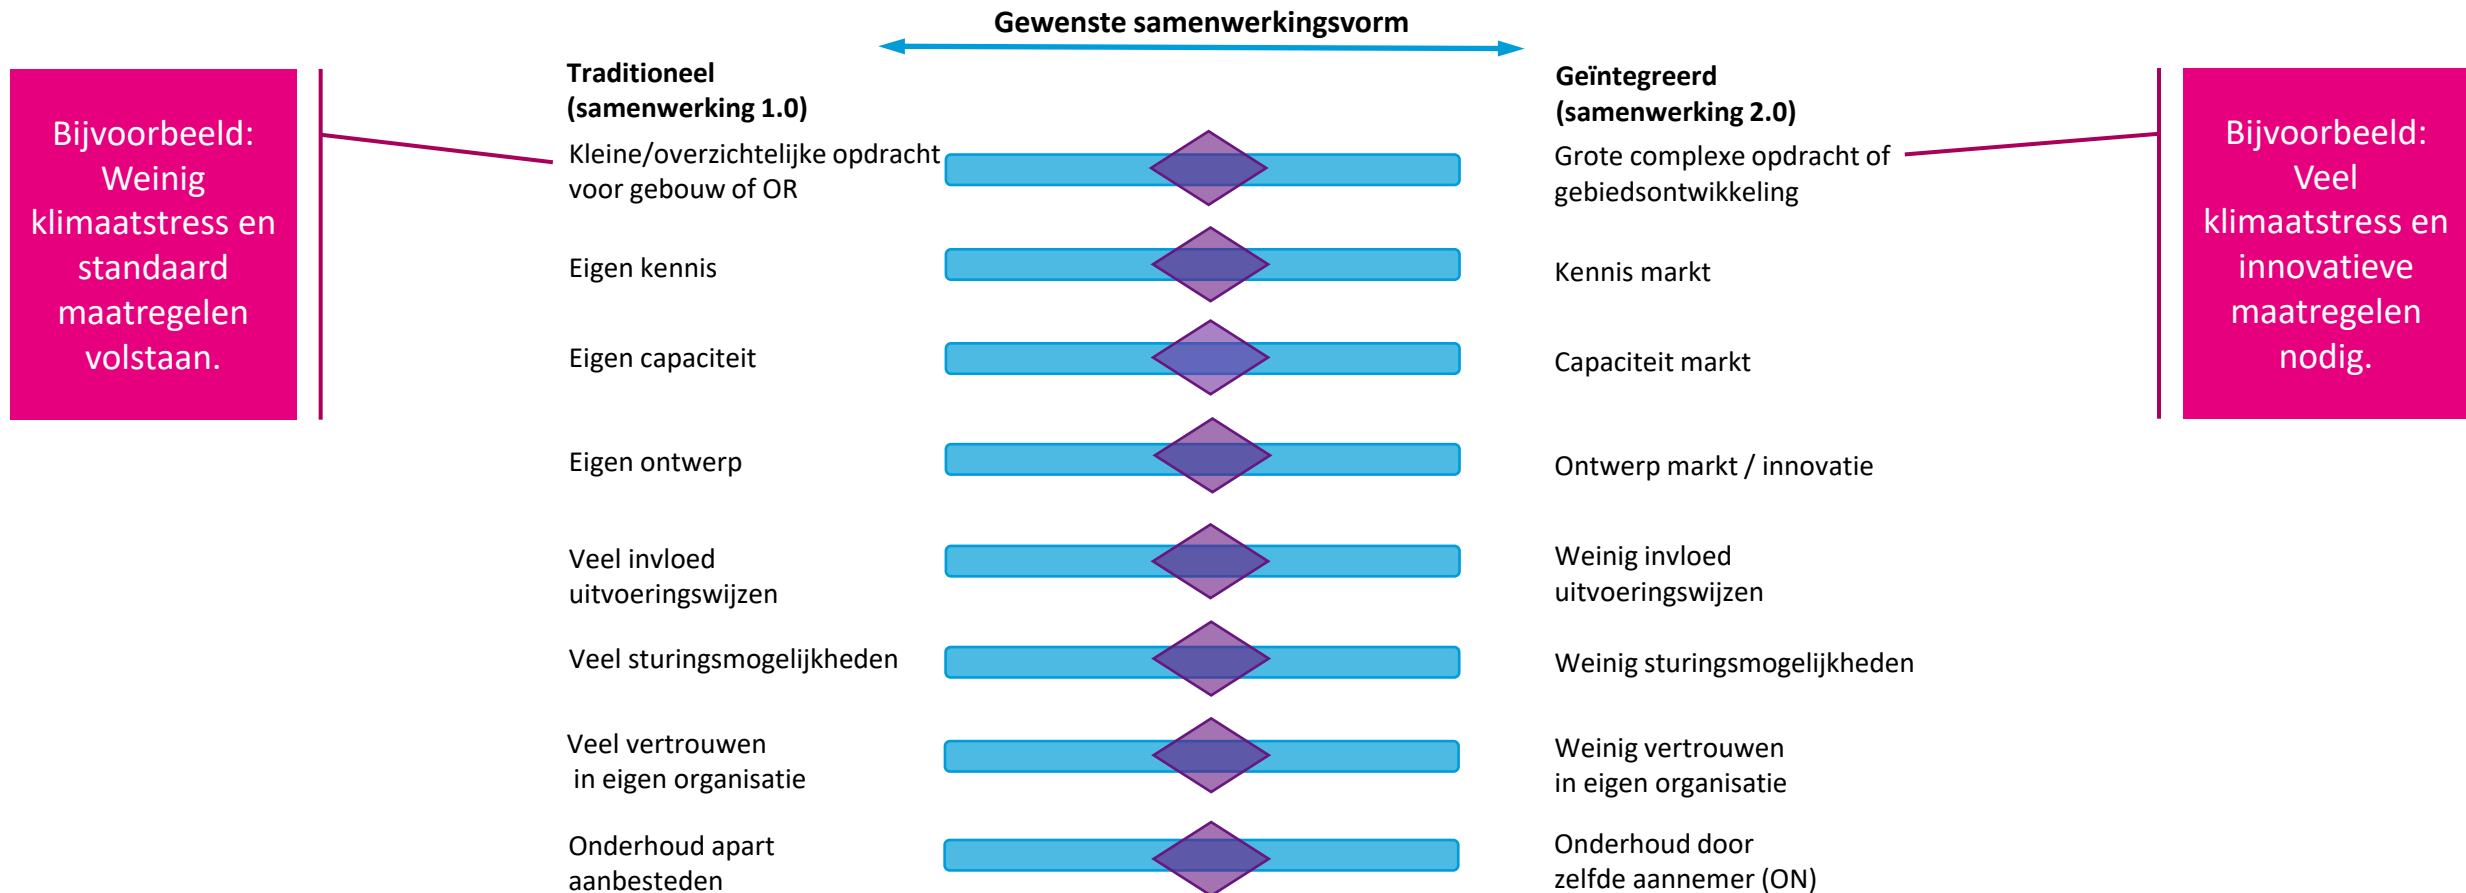 Gewenste samenwerkingsvorm
Bijvoorbeeld:
Weinig
klimaatstress en
standaard
maatregelen
volstaan.
Traditioneel
(samenwerking 1.0)
Geïntegreerd
(samenwerking 2.0)
Bijvoorbeeld:
Veel
klimaatstress en
innovatieve
maatregelen
nodig.
Kleine/overzichtelijke opdracht
voor gebouw of OR
Grote complexe opdracht of
gebiedsontwikkeling
Eigen kennis
Kennis markt
Eigen capaciteit
Capaciteit markt
Eigen ontwerp
Ontwerp markt / innovatie
Veel invloed
uitvoeringswijzen
Weinig invloed
uitvoeringswijzen
Veel sturingsmogelijkheden
Weinig sturingsmogelijkheden
Veel vertrouwen
in eigen organisatie
Weinig vertrouwen
in eigen organisatie
Onderhoud apart
aanbesteden
Onderhoud door
zelfde aannemer (ON)